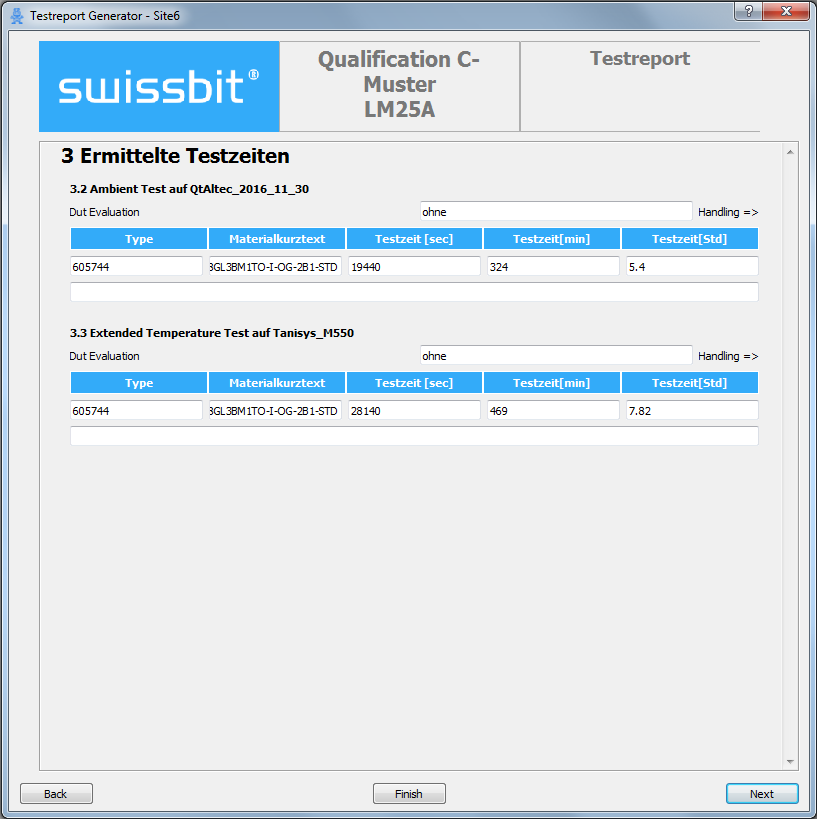 Testreport Generator - Site6
swissbit®
Qualification C-
Muster
LM25A
Testreport
3 Ermittelte Testzeiten
3.2 Ambient Test auf QtAltec_2016_11_30
Dut Evaluation ohne Handling =>
Type Materialkurztext Testzeit [sec] Testzeit[min] Testzeit[Std]
605744 3GL3BM1TO-I-OG-2B1-STD 19440 324 5.4
3.3 Extended Temperature Test auf Tanisys_M550
Dut Evaluation ohne Handling =>
Type Materialkurztext Testzeit [sec] Testzeit[min] Testzeit[Std]
605744 3GL3BM1TO-I-OG-2B1-STD 28140 469 7.82
Back Finish Next